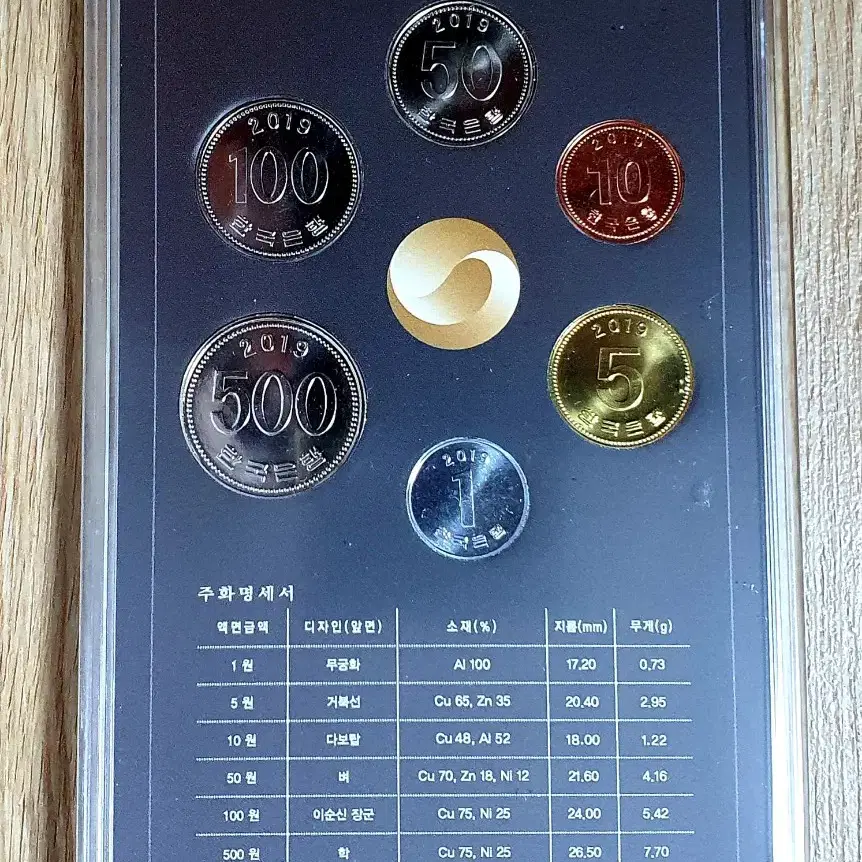 2019
50
한국은행
2019
100
한국은행
2019
10
한국은행
2019
500
한국은행
2019
5
한국은행
2019
1
한국은행
주화명세서
액면금액 디자인(앞면) 소재(%) 지름(mm) 무게(g)
1 원 무궁화 Al 100 17.20 0.73
5 원 거북선 Cu 65, Zn 35 20.40 2.95
10 원 다보탑 Cu 48, Al 52 18.00 1.22
50 원 벼 Cu 70, Zn 18, Ni 12 21.60 4.16
100 원 이순신 장군 Cu 75, Ni 25 24.00 5.42
500 원 학 Cu 75, Ni 25 26.50 7.70